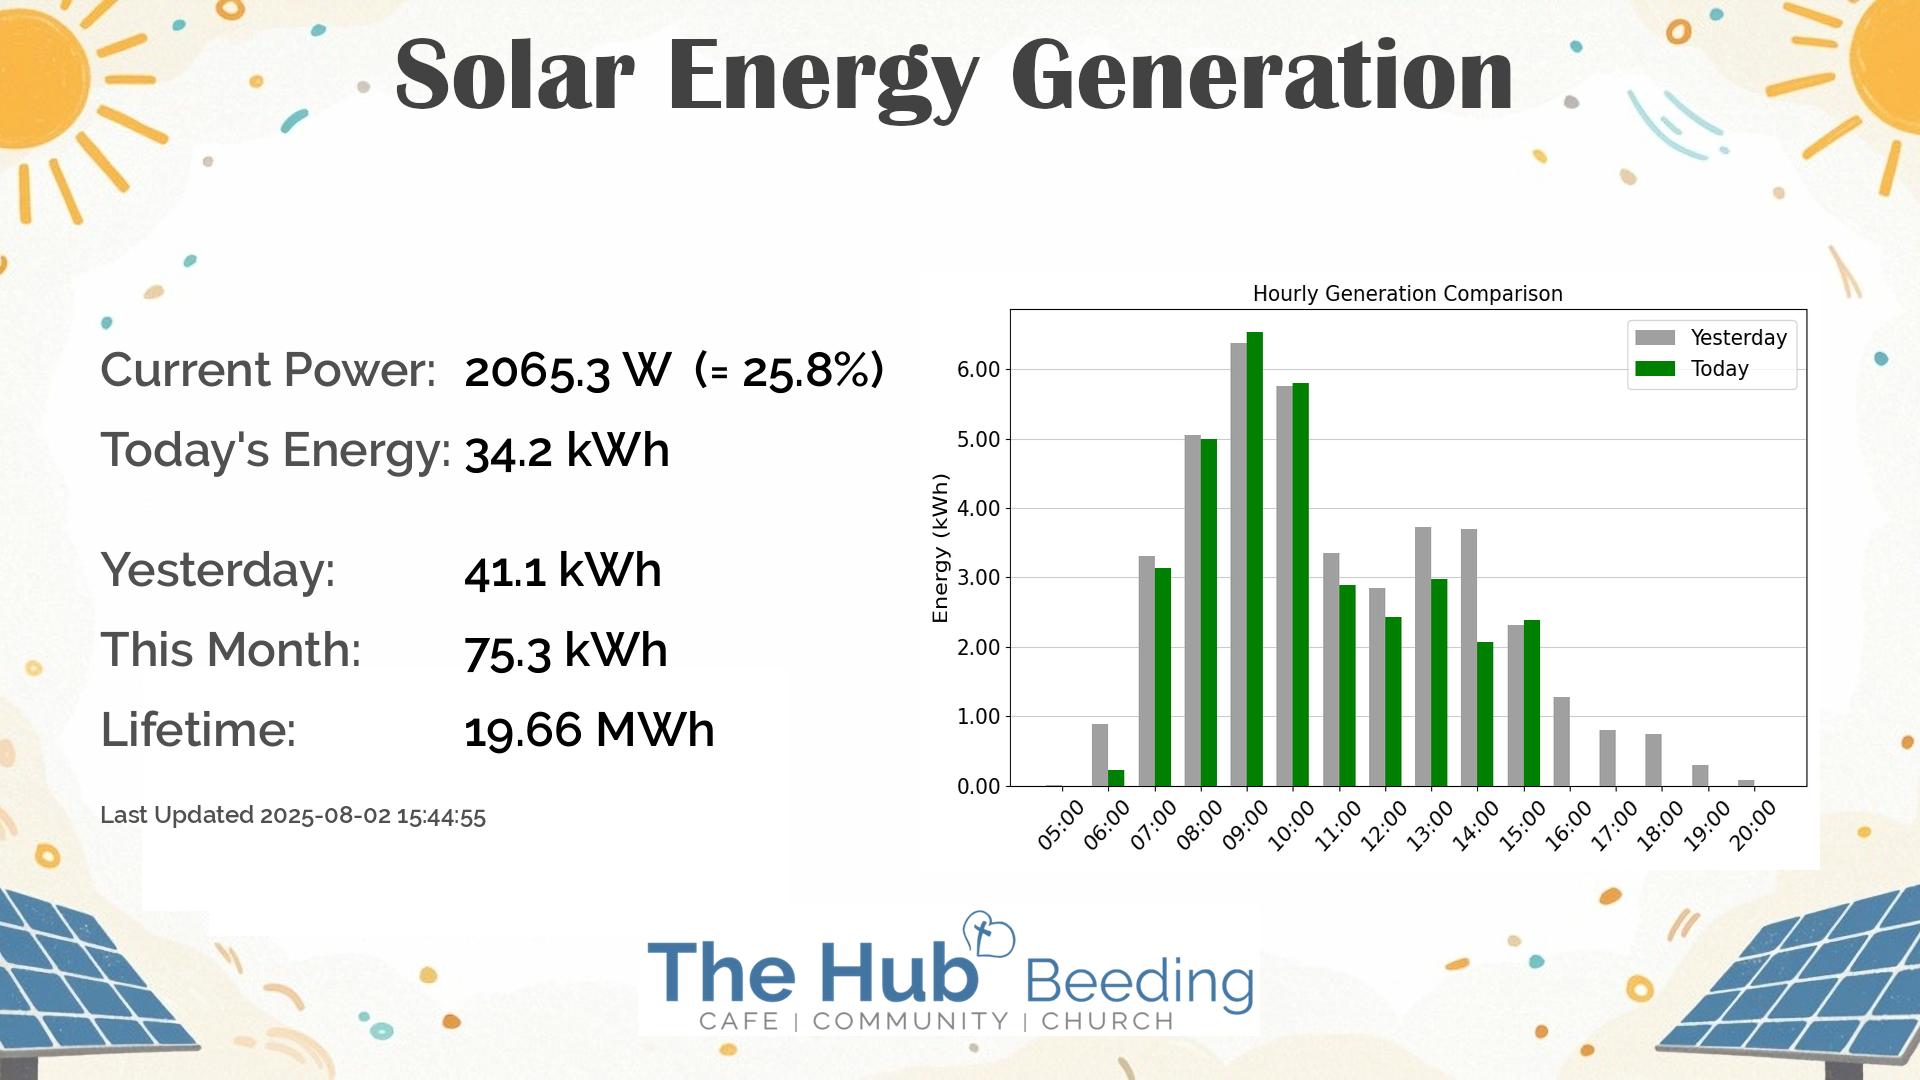 Solar Energy Generation
Current Power: 2065.3 W (= 25.8%)
Today's Energy: 34.2 kWh
Yesterday: 41.1 kWh
This Month: 75.3 kWh
Lifetime: 19.66 MWh
Last Updated 2025-08-02 15:44:55
Hourly Generation Comparison
Yesterday
Today
Energy (kWh)
6.00
5.00
4.00
3.00
2.00
1.00
0.00
05:00 06:00 07:00 08:00 09:00 10:00 11:00 12:00 13:00 14:00 15:00 16:00 17:00 18:00 19:00 20:00
The Hub Beeding
CAFE | COMMUNITY | CHURCH